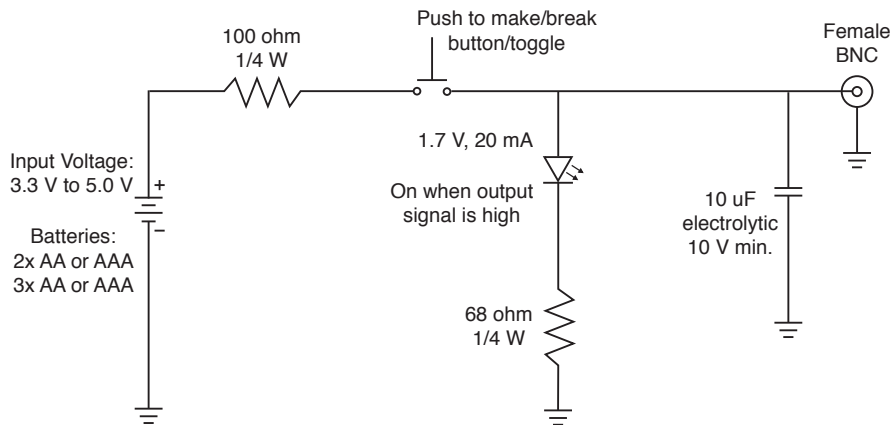 100 ohm
1/4 W
Push to make/break
button/toggle
Female
BNC
Input Voltage:
3.3 V to 5.0 V
+
−
Batteries:
2x AA or AAA
3x AA or AAA
1.7 V, 20 mA
On when output
signal is high
10 uF
electrolytic
10 V min.
68 ohm
1/4 W